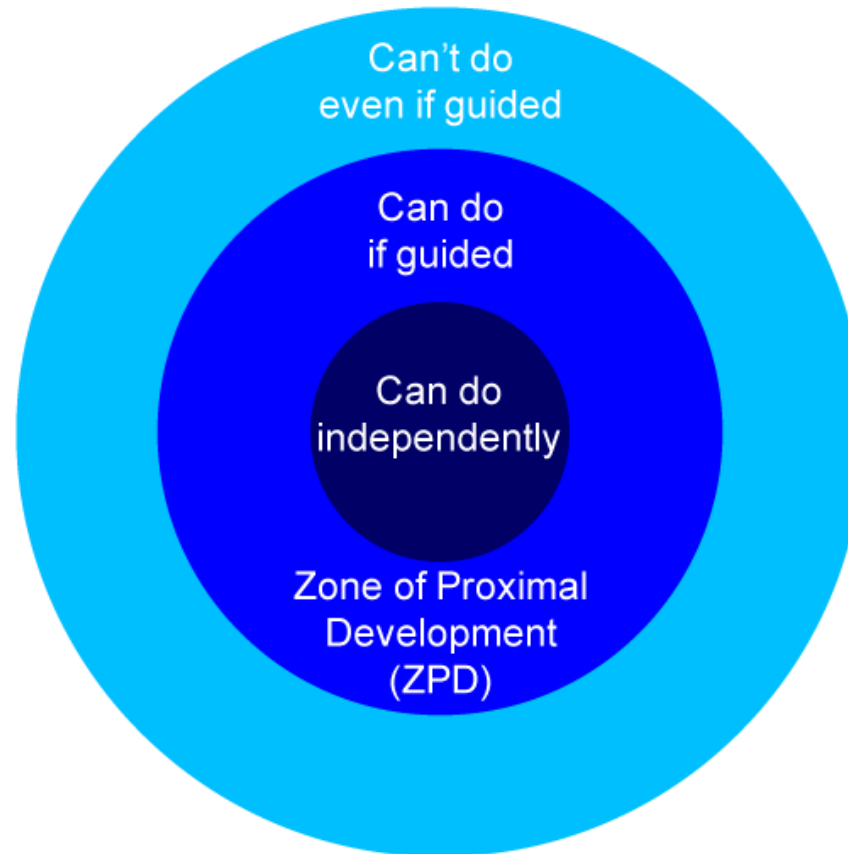 Can’t do
even if guided
Can do
if guided
Can do
independently
Zone of Proximal
Development
(ZPD)